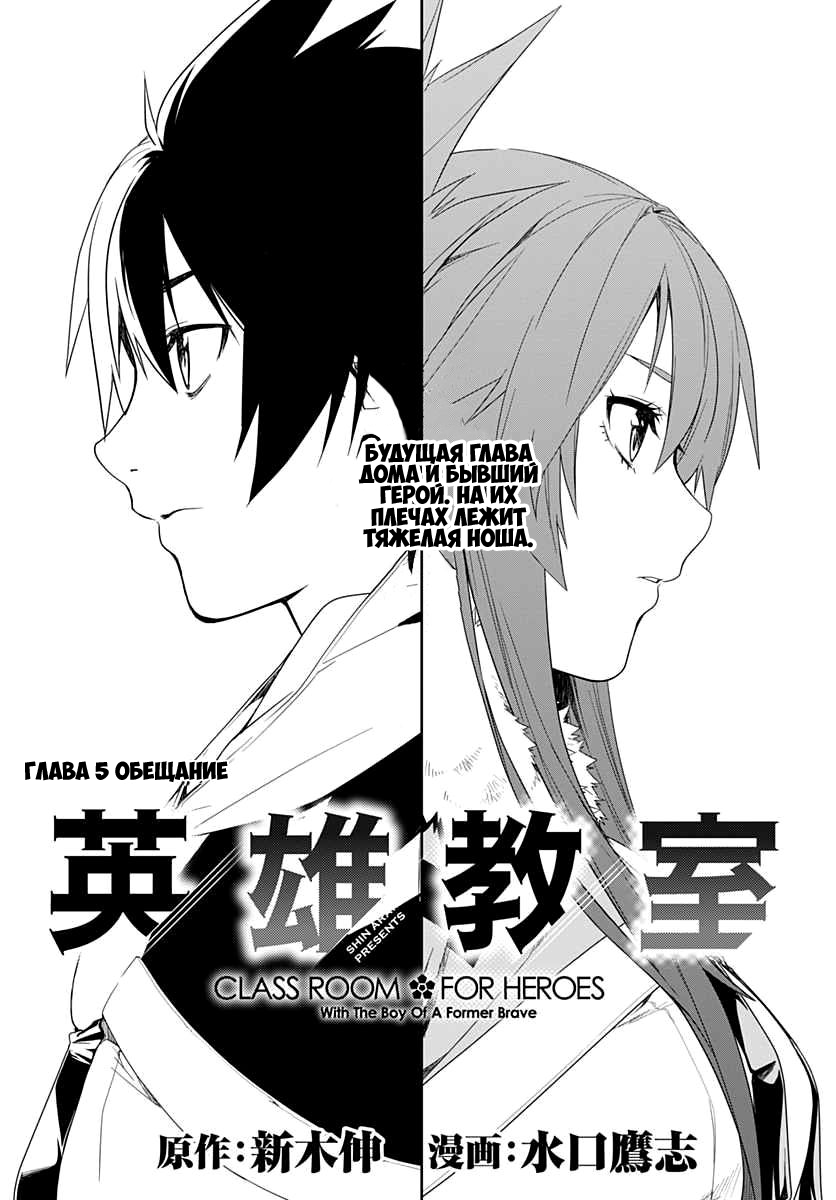 БУДУЩАЯ ГЛАВА
ДОМА И БЫВШИЙ
ГЕРОЙ. НА ИХ
ПЛЕЧАХ ЛЕЖИТ
ТЯЖЕЛАЯ НОША.
ГЛАВА 5 ОБЕЩАНИЕ
英雄教室
PRESENTS
CLASS ROOM FOR HEROES
With The Boy Of A Former Brave
原作:新木伸
漫画:水口鷹志